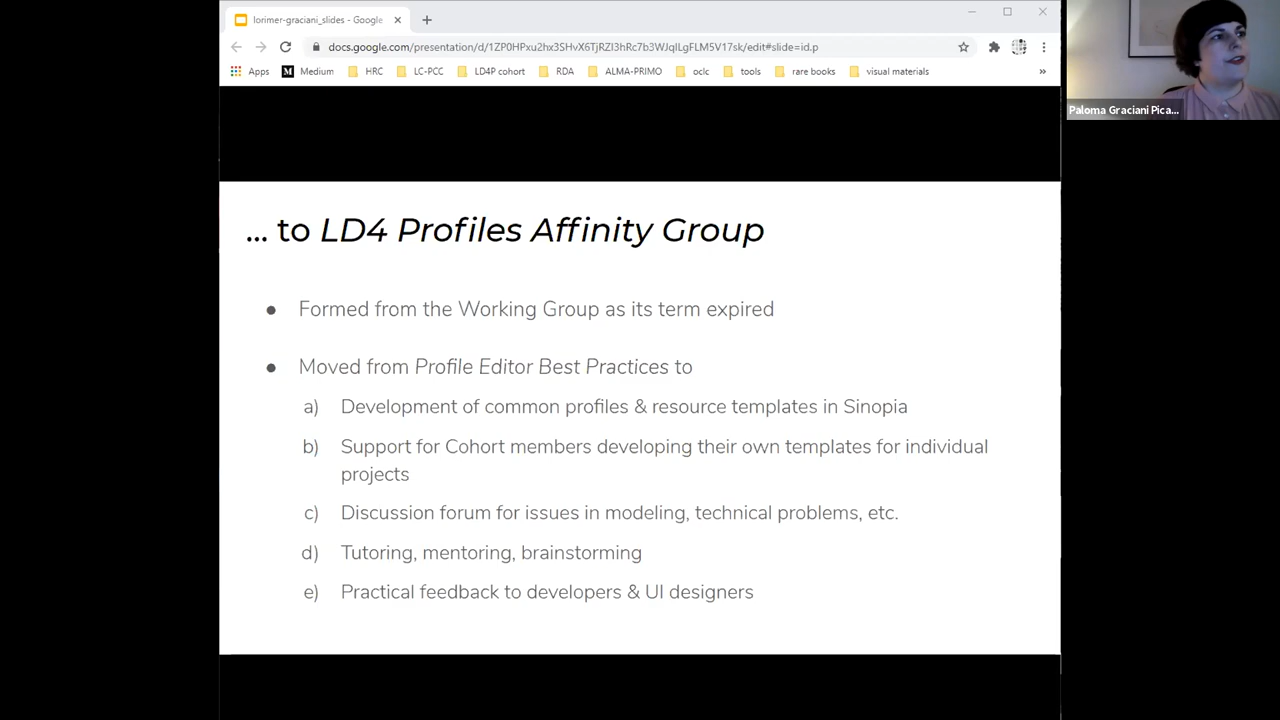 lorimer-graciani_slides - Google
docs.google.com/presentation/d/1ZP0HPxu2hx3SHvX6TjRZI3hRc7b3WJqILgFLM5V17sk/edit#slide=id.p
Apps Medium HRC LC-PCC LD4P cohort RDA ALMA-PRIMO oclc tools rare books visual materials »
Paloma Graciani Pica...
... to LD4 Profiles Affinity Group
● Formed from the Working Group as its term expired
● Moved from Profile Editor Best Practices to
a) Development of common profiles & resource templates in Sinopia
b) Support for Cohort members developing their own templates for individual
projects
c) Discussion forum for issues in modeling, technical problems, etc.
d) Tutoring, mentoring, brainstorming
e) Practical feedback to developers & UI designers